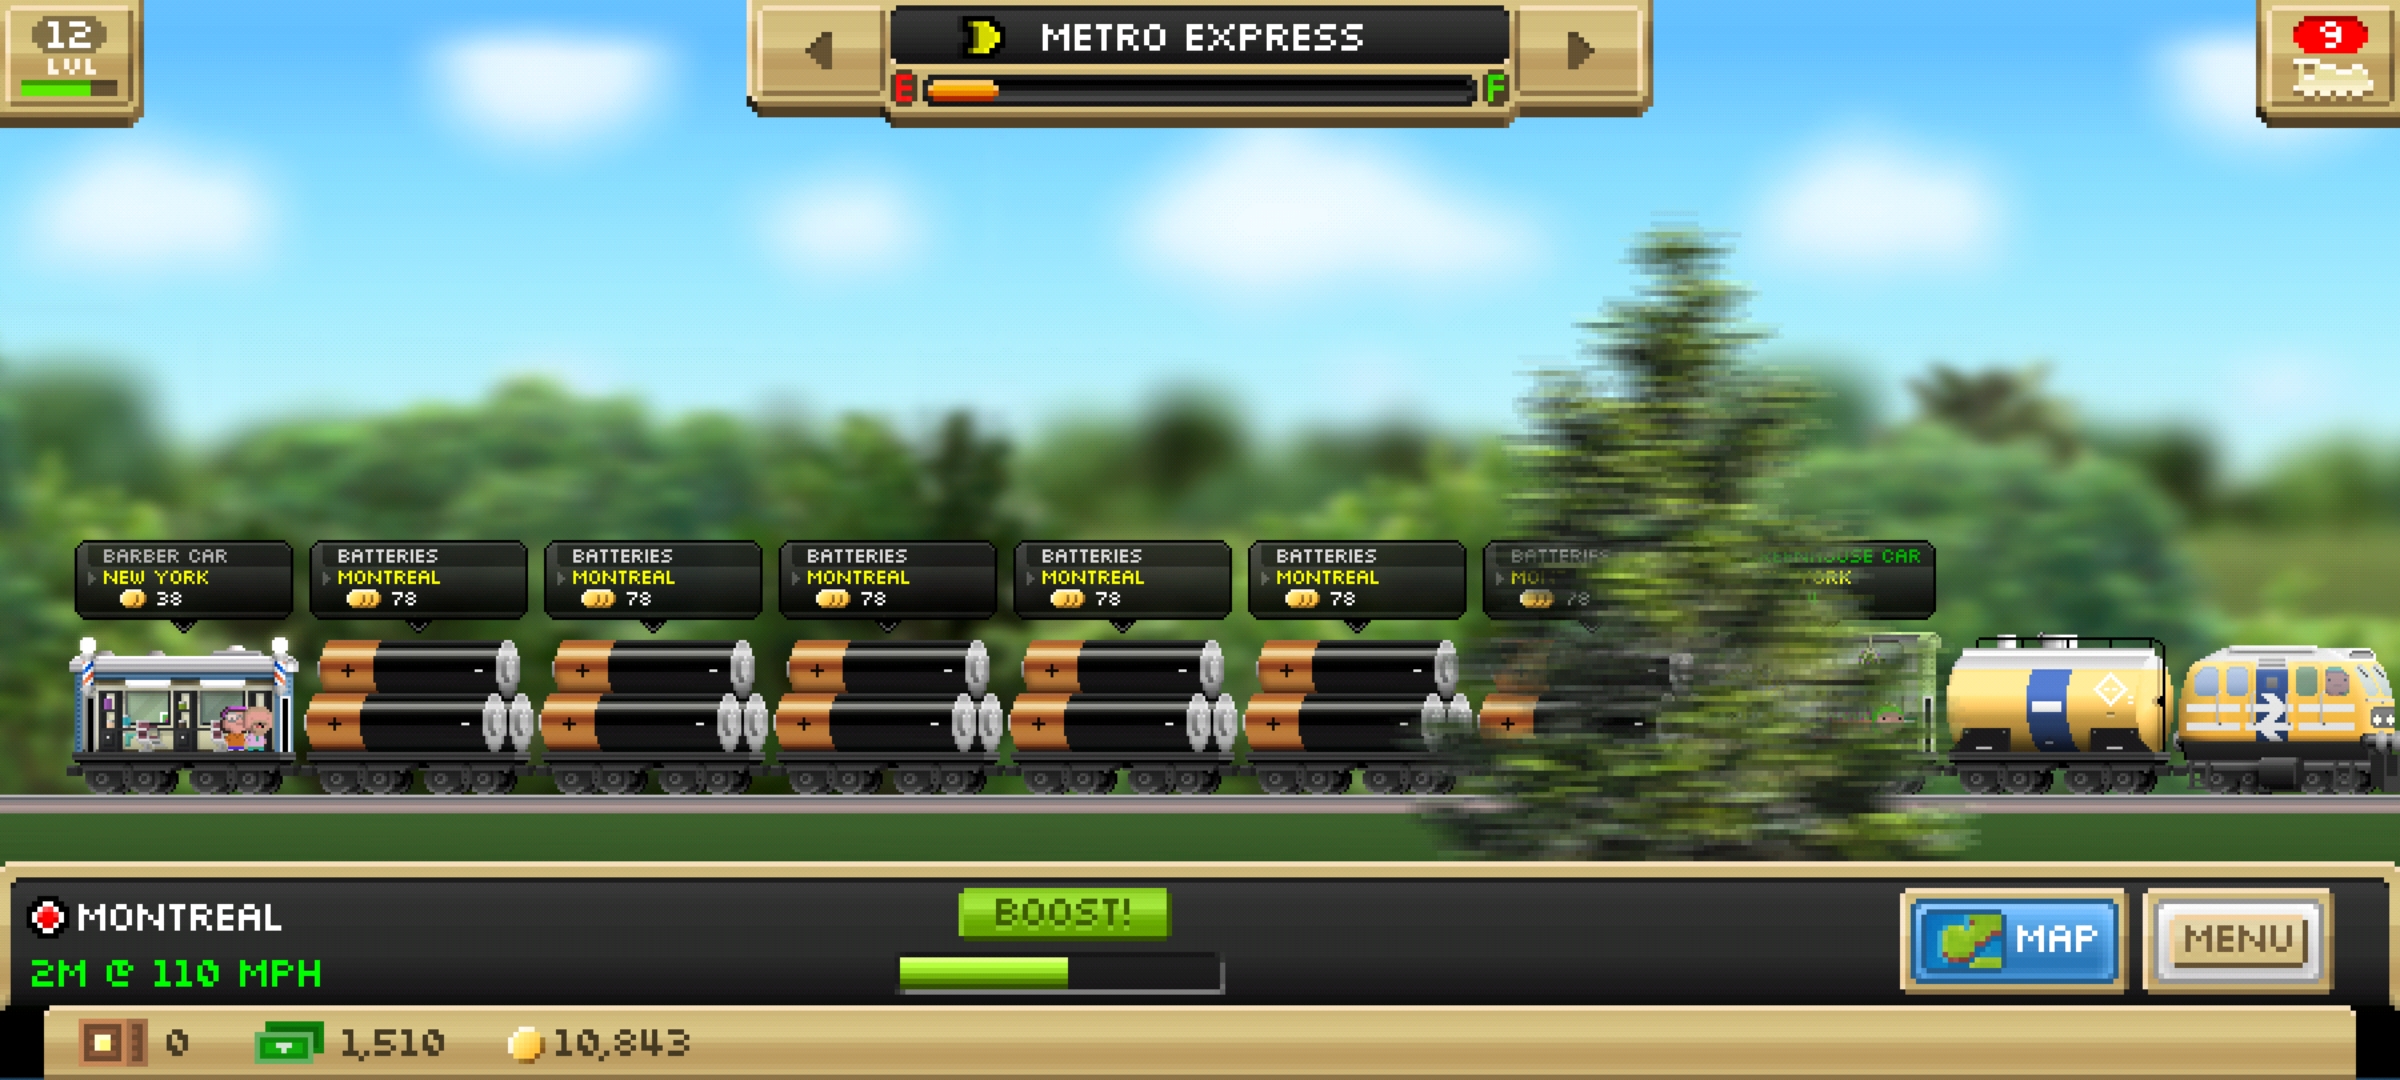 12
LVL
METRO EXPRESS
E
F
9
BARBER CAR
NEW YORK
38
BATTERIES
MONTREAL
78
BATTERIES
MONTREAL
78
BATTERIES
MONTREAL
78
BATTERIES
MONTREAL
78
BATTERIES
MONTREAL
78
BATTERIES
78
CAR
+ -
+ -
+ -
+ -
+ -
+ -
+ -
+ -
+ -
+ -
+ -
MONTREAL
2M @ 110 MPH
BOOST!
MAP
MENU
0
1,510
10,843